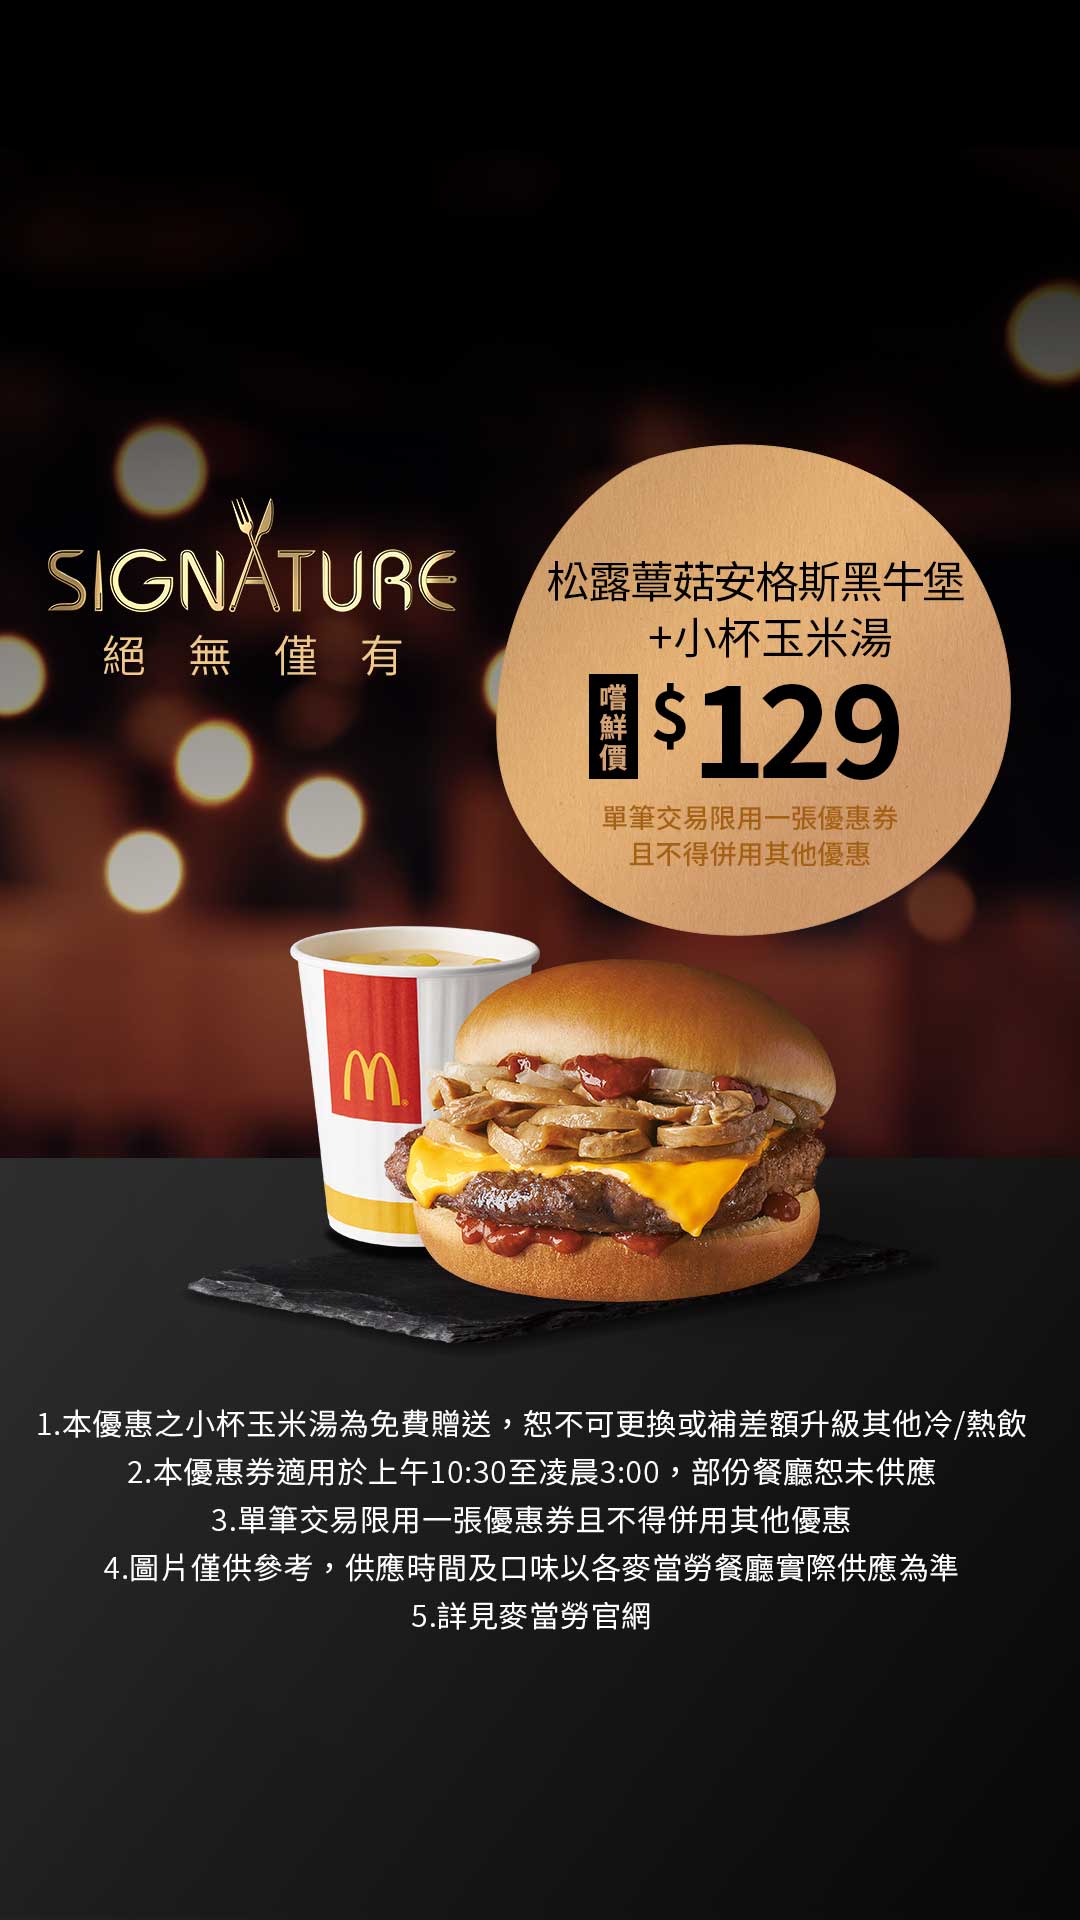 SIGNATURE
絕無僅有
松露蕈菇安格斯黑牛堡
+小杯玉米湯
嚐鮮價
$129
單筆交易限用一張優惠券
且不得併用其他優惠
1.本優惠之小杯玉米湯為免費贈送，恕不可更換或補差額升級其他冷/熱飲
2.本優惠券適用於上午10:30至凌晨3:00，部份餐廳恕未供應
3.單筆交易限用一張優惠券且不得併用其他優惠
4.圖片僅供參考，供應時間及口味以各麥當勞餐廳實際供應為準
5.詳見麥當勞官網